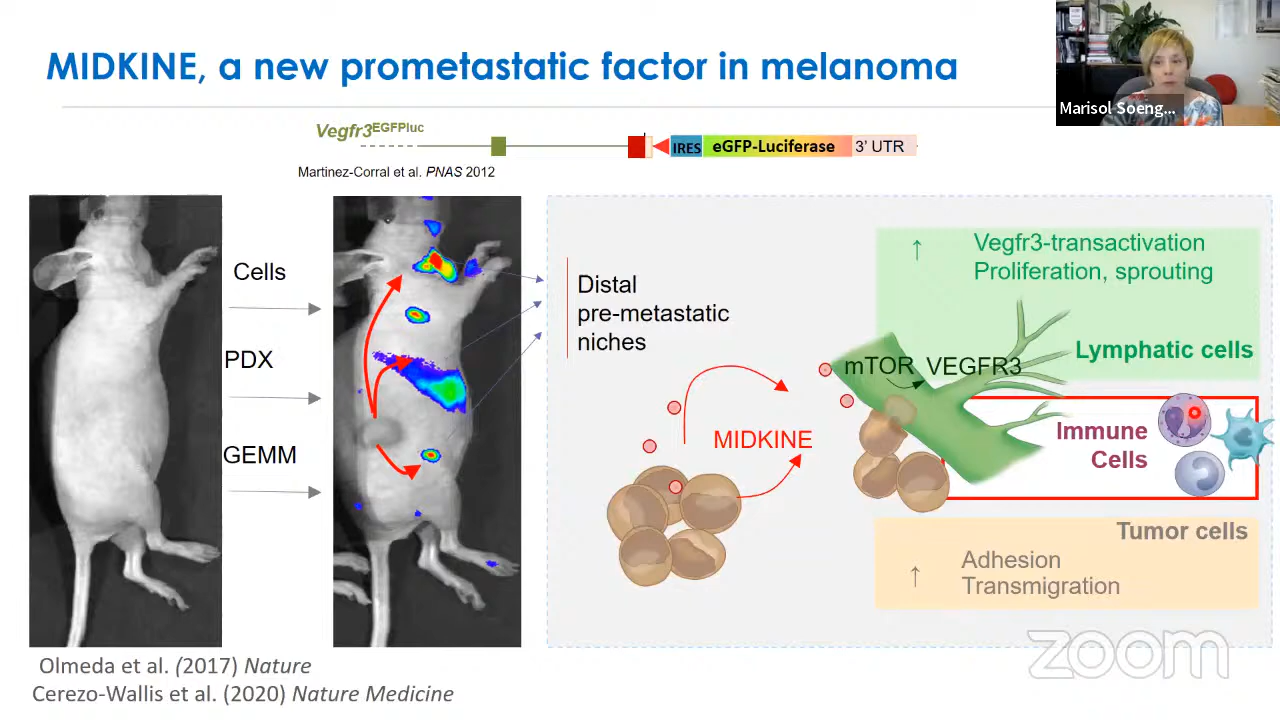 MIDKINE, a new prometastatic factor in melanoma
Marisol Soeng...
Vegfr3EGFPluc
IRES eGFP-Luciferase 3' UTR
Martinez-Corral et al. PNAS 2012
Cells
PDX
GEMM
Distal
pre-metastatic
niches
↑ Vegfr3-transactivation
Proliferation, sprouting
Lymphatic cells
mTOR VEGFR3
MIDKINE
Immune
Cells
Tumor cells
↑ Adhesion
Transmigration
zoom
Olmeda et al. (2017) Nature
Cerezo-Wallis et al. (2020) Nature Medicine